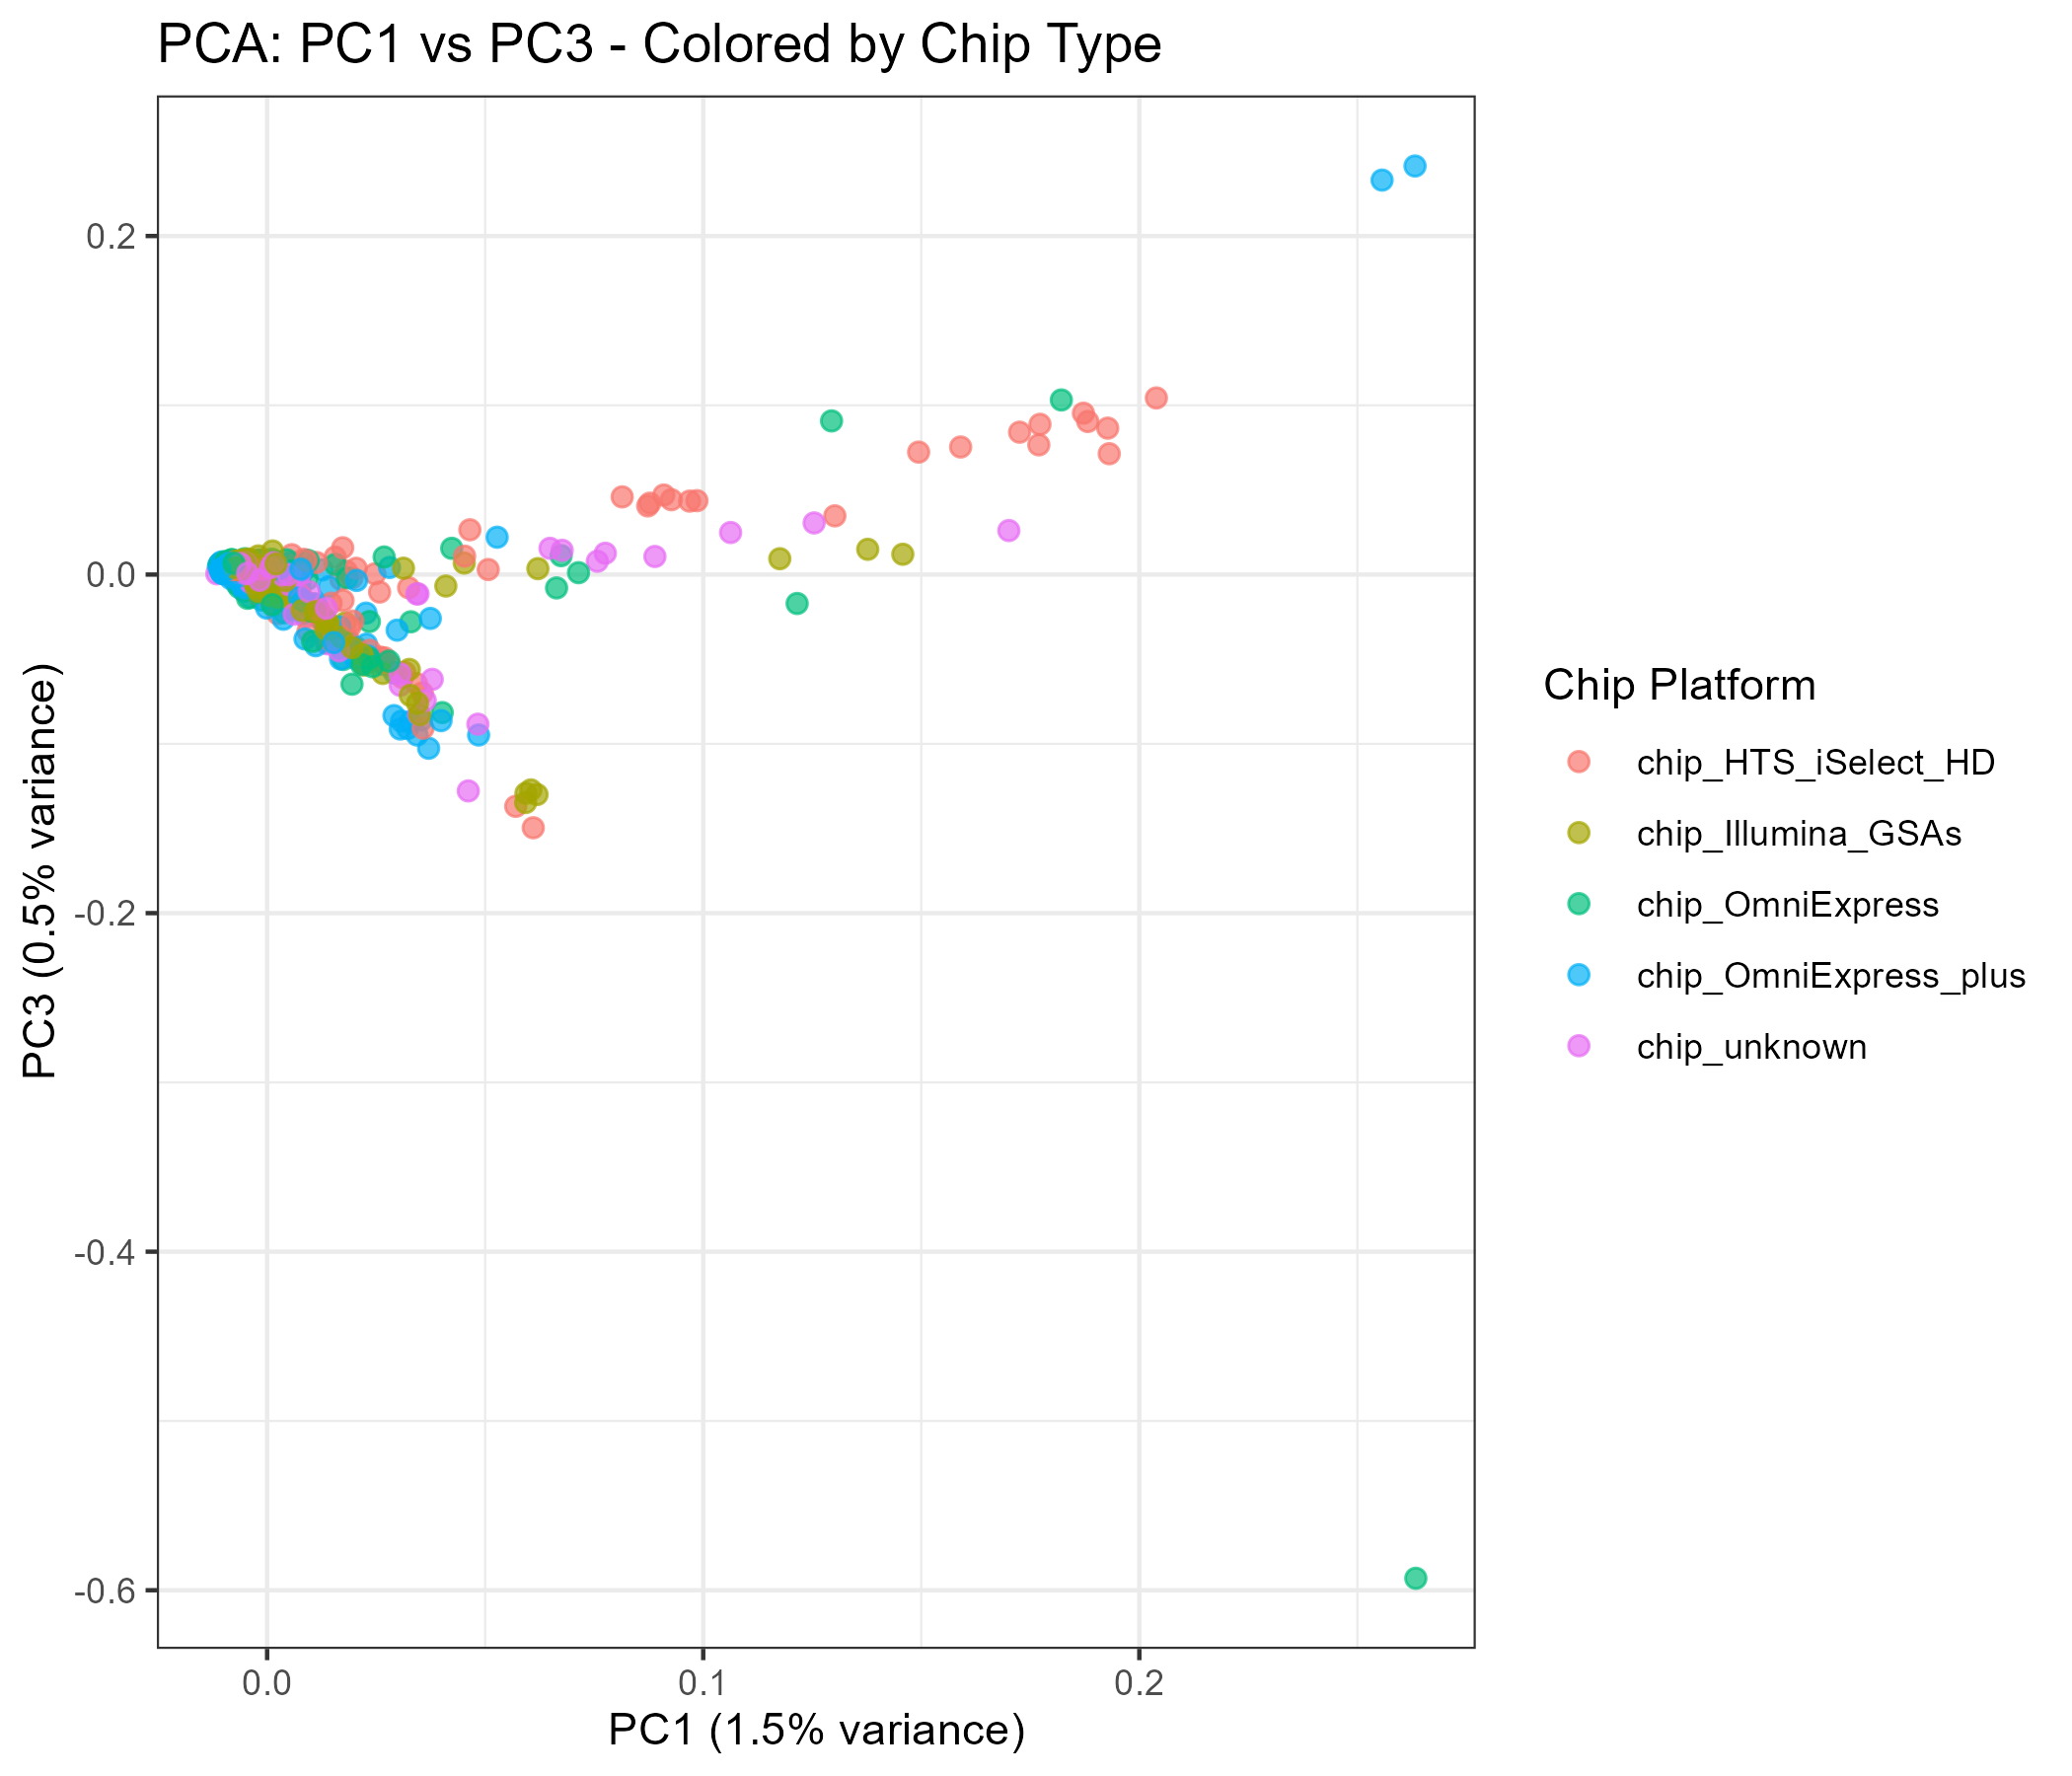 PCA: PC1 vs PC3 - Colored by Chip Type
0.2
0.0
-0.2
-0.4
-0.6
PC3 (0.5% variance)
0.0
0.1
0.2
PC1 (1.5% variance)
Chip Platform
chip_HTS_iSelect_HD
chip_Illumina_GSAs
chip_OmniExpress
chip_OmniExpress_plus
chip_unknown